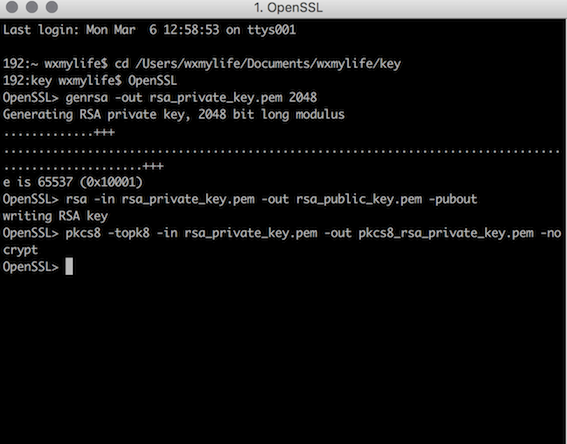 1. OpenSSL
Last login: Mon Mar  6 12:58:53 on ttys001
192:~ wxmylife$ cd /Users/wxmylife/Documents/wxmylife/key
192:key wxmylife$ OpenSSL
OpenSSL> genrsa -out rsa_private_key.pem 2048
Generating RSA private key, 2048 bit long modulus
.............+++
................................................................................
....................+++
e is 65537 (0x10001)
OpenSSL> rsa -in rsa_private_key.pem -out rsa_public_key.pem -pubout
writing RSA key
OpenSSL> pkcs8 -topk8 -in rsa_private_key.pem -out pkcs8_rsa_private_key.pem -no
crypt
OpenSSL>